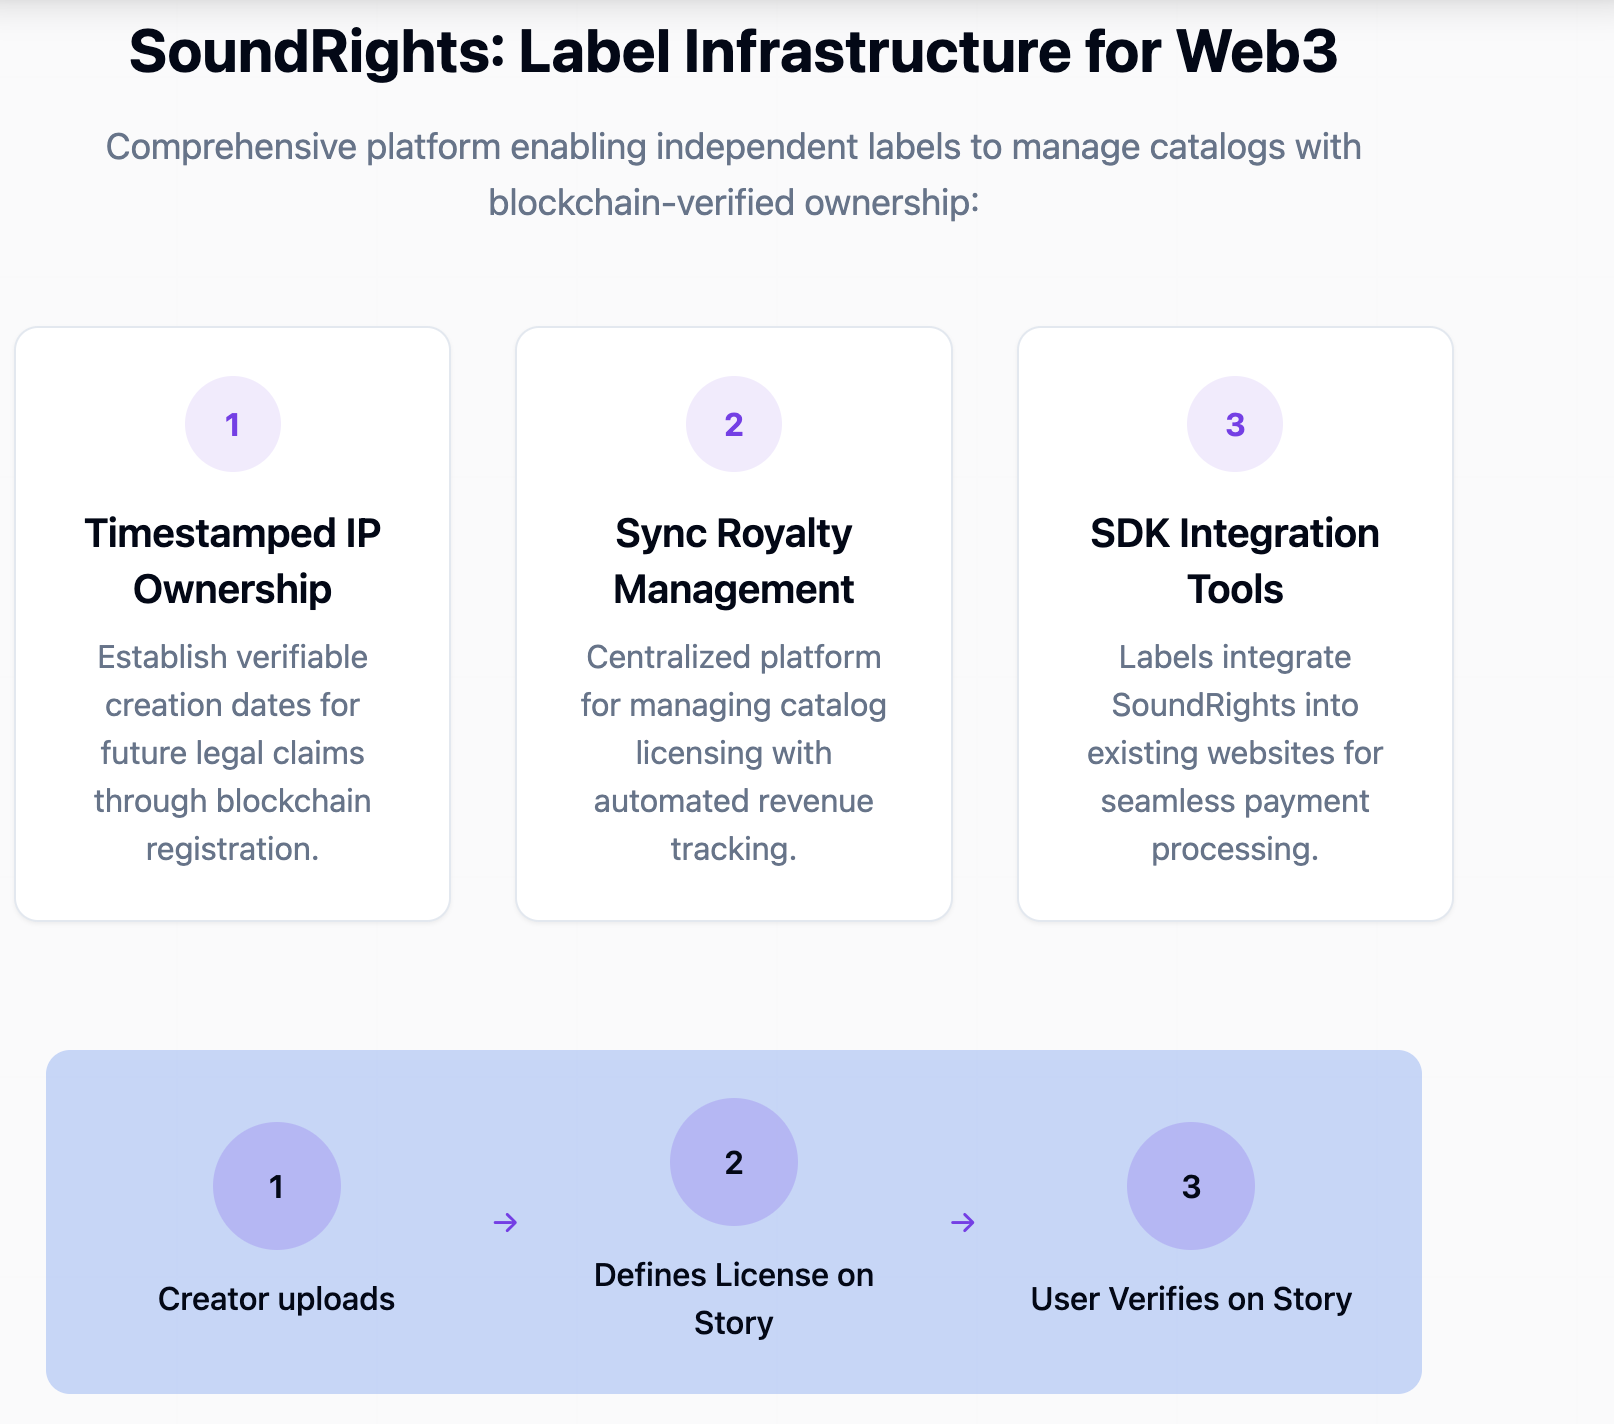 SoundRights: Label Infrastructure for Web3
Comprehensive platform enabling independent labels to manage catalogs with
blockchain-verified ownership:
1
Timestamped IP
Ownership
Establish verifiable
creation dates for
future legal claims
through blockchain
registration.
2
Sync Royalty
Management
Centralized platform
for managing catalog
licensing with
automated revenue
tracking.
3
SDK Integration
Tools
Labels integrate
SoundRights into
existing websites for
seamless payment
processing.
1
Creator uploads
→
2
Defines License on
Story
→
3
User Verifies on Story